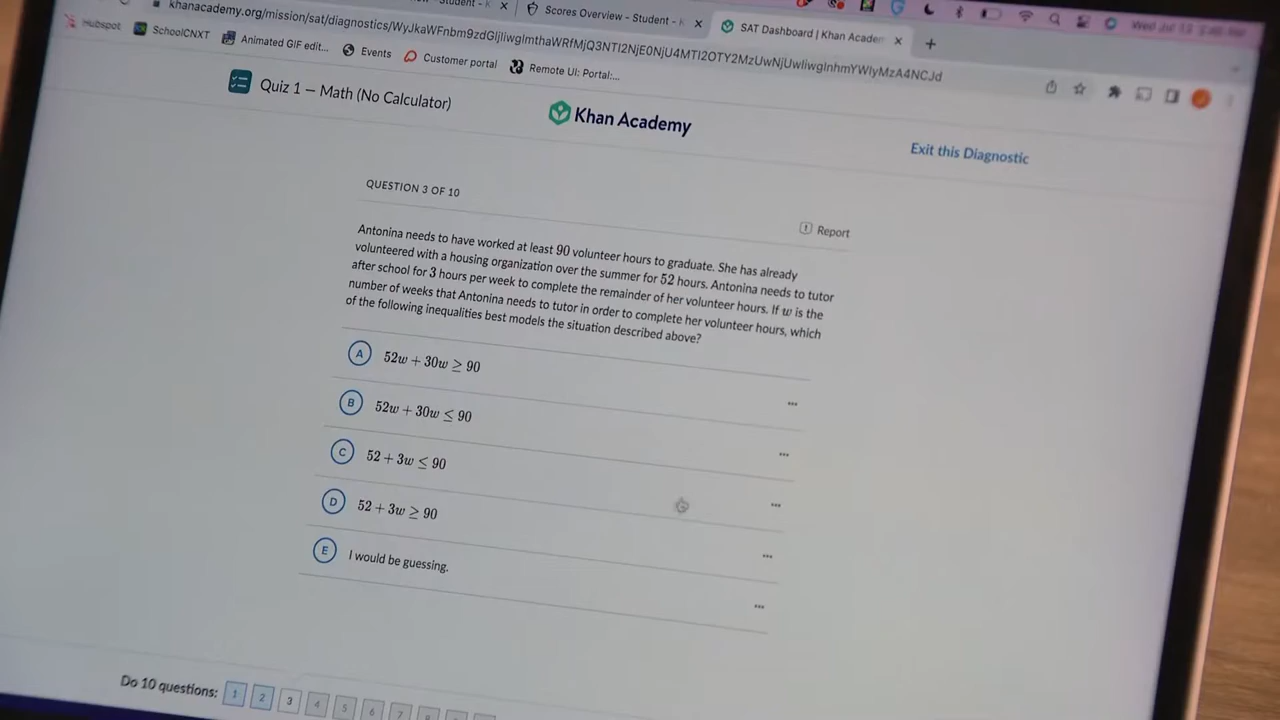 Student - K
Scores Overview - Student - K
SAT Dashboard | Khan Academ
Wed Jul 13
khanacademy.org/mission/sat/diagnostics/
Hubspot
SchoolCNXT
Animated GIF edit...
Events
Customer portal
Remote UI: Portal:...
Quiz 1 – Math (No Calculator)
Khan Academy
Exit this Diagnostic
QUESTION 3 OF 10
Report
Antonina needs to have worked at least 90 volunteer hours to graduate. She has already
volunteered with a housing organization over the summer for 52 hours. Antonina needs to tutor
after school for 3 hours per week to complete the remainder of her volunteer hours. If w is the
number of weeks that Antonina needs to tutor in order to complete her volunteer hours, which
of the following inequalities best models the situation described above?
A 52w + 30w ≥ 90
B 52w + 30w ≤ 90
C 52 + 3w ≤ 90
D 52 + 3w ≥ 90
E I would be guessing.
Do 10 questions: 1 2 3 4 5 6 7 8